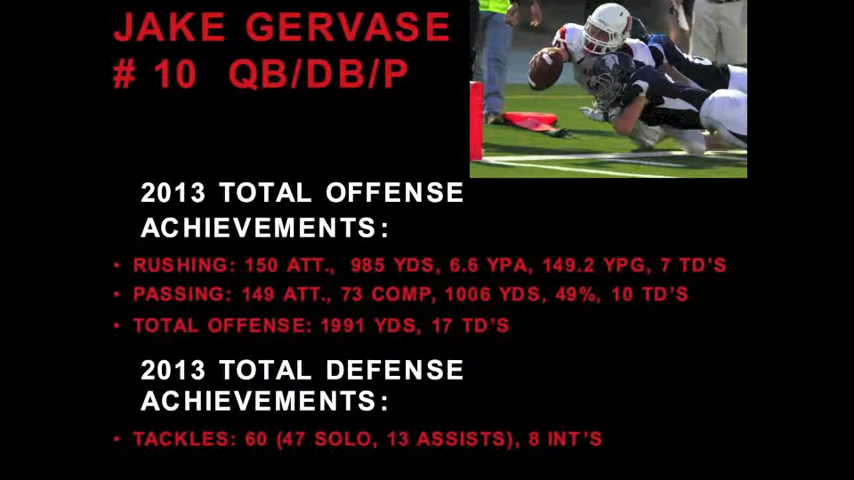 JAKE GERVASE
# 10 QB/DB/P
2013 TOTAL OFFENSE
ACHIEVEMENTS:
• RUSHING: 150 ATT., 985 YDS, 6.6 YPA, 149.2 YPG, 7 TD'S
• PASSING: 149 ATT., 73 COMP, 1006 YDS, 49%, 10 TD'S
• TOTAL OFFENSE: 1991 YDS, 17 TD'S
2013 TOTAL DEFENSE
ACHIEVEMENTS:
• TACKLES: 60 (47 SOLO, 13 ASSISTS), 8 INT'S